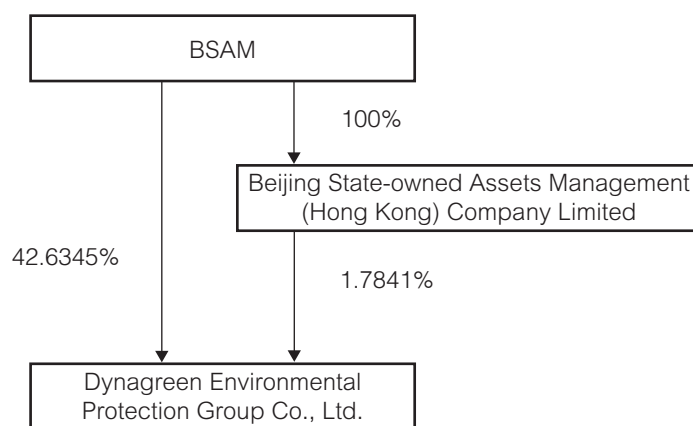 BSAM
100%
Beijing State-owned Assets Management
(Hong Kong) Company Limited
42.6345%
1.7841%
Dynagreen Environmental
Protection Group Co., Ltd.